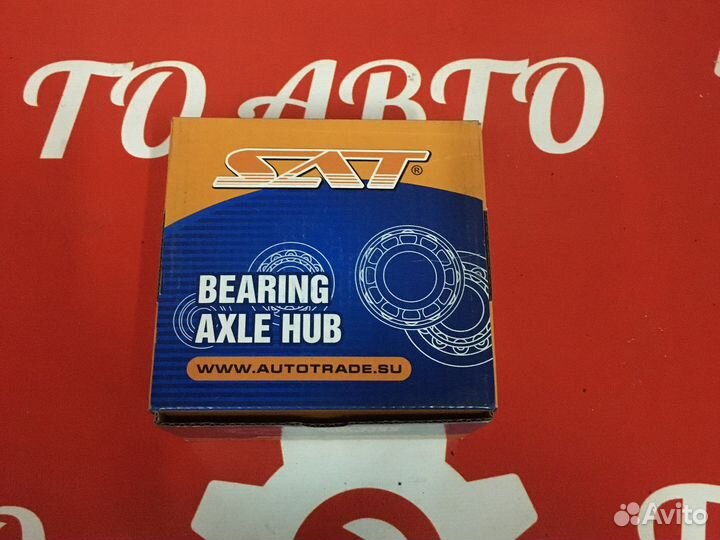 ТО АВТО
SAT®
BEARING
AXLE HUB
WWW.AUTOTRADE.SU
Avito